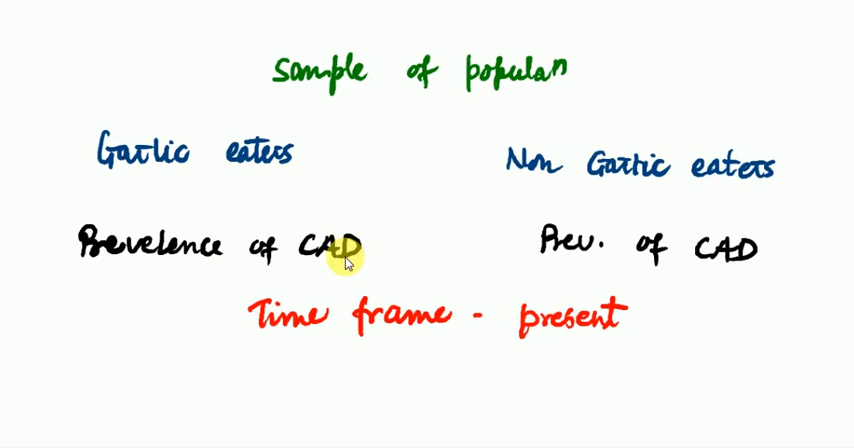 Sample of populaⁿ
Garlic eaters
Non Garlic eaters
Prevelence of CAD
Prev. of CAD
Time frame - present